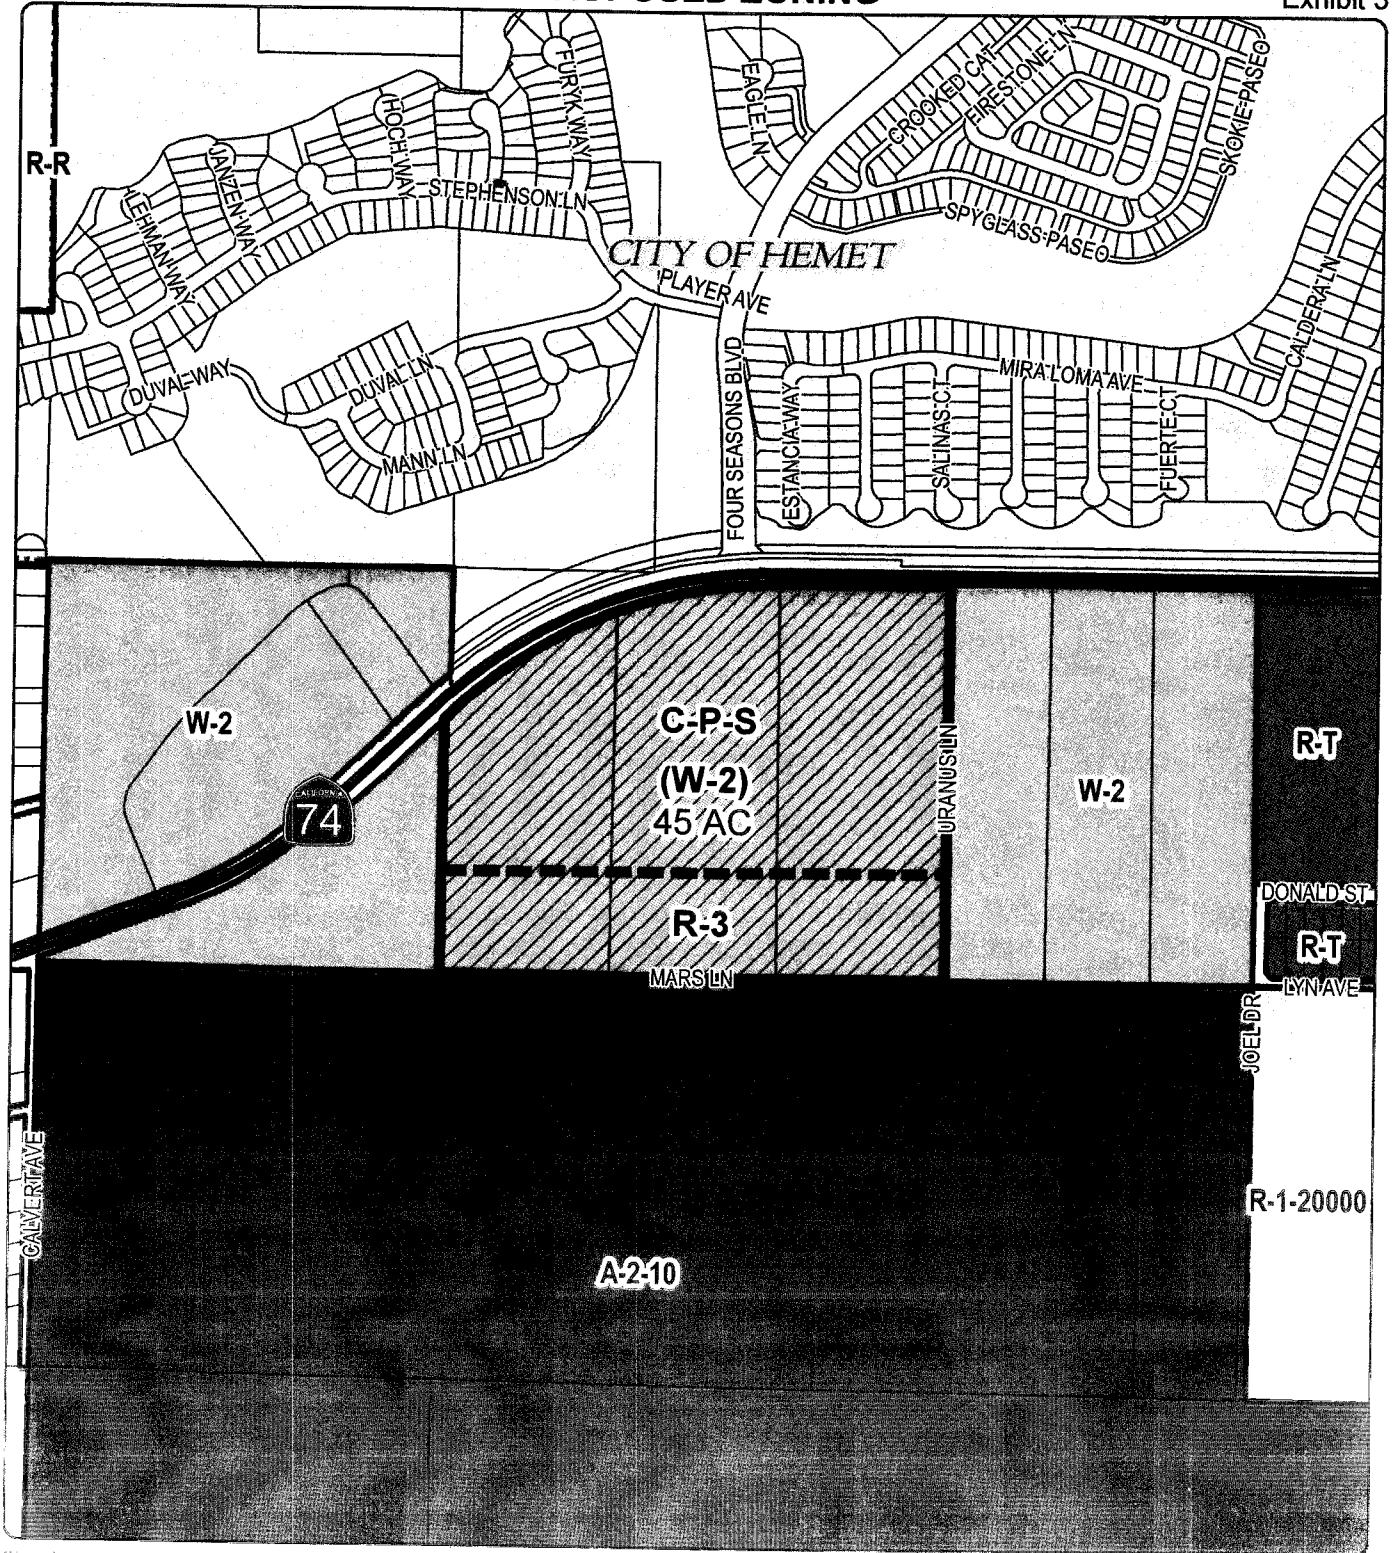 ZONING
Exhibit 3
R-R
FURYK WAY
EAGLE LN
CROOKED CAT
FIRESTONE LN
SKOKIE PASEO
HOCH WAY
JANZEN WAY
LEHMAN WAY
STEPHENSON LN
SPYGLASS PASEO
CITY OF HEMET
PLAYER AVE
CALDERA LN
DUVAL WAY
DUVAL LN
MANN LN
FOUR SEASONS BLVD
MIRA LOMA AVE
ESTANCIA WAY
SALINAS CT
FUERTE CT
W-2
C-P-S
(W-2)
45 AC
URANUS LN
W-2
R-T
CALIFORNIA
74
R-3
DONALD ST
R-T
MARS LN
LYN AVE
JOEL DR
CALVERT AVE
R-1-20000
A-2-10